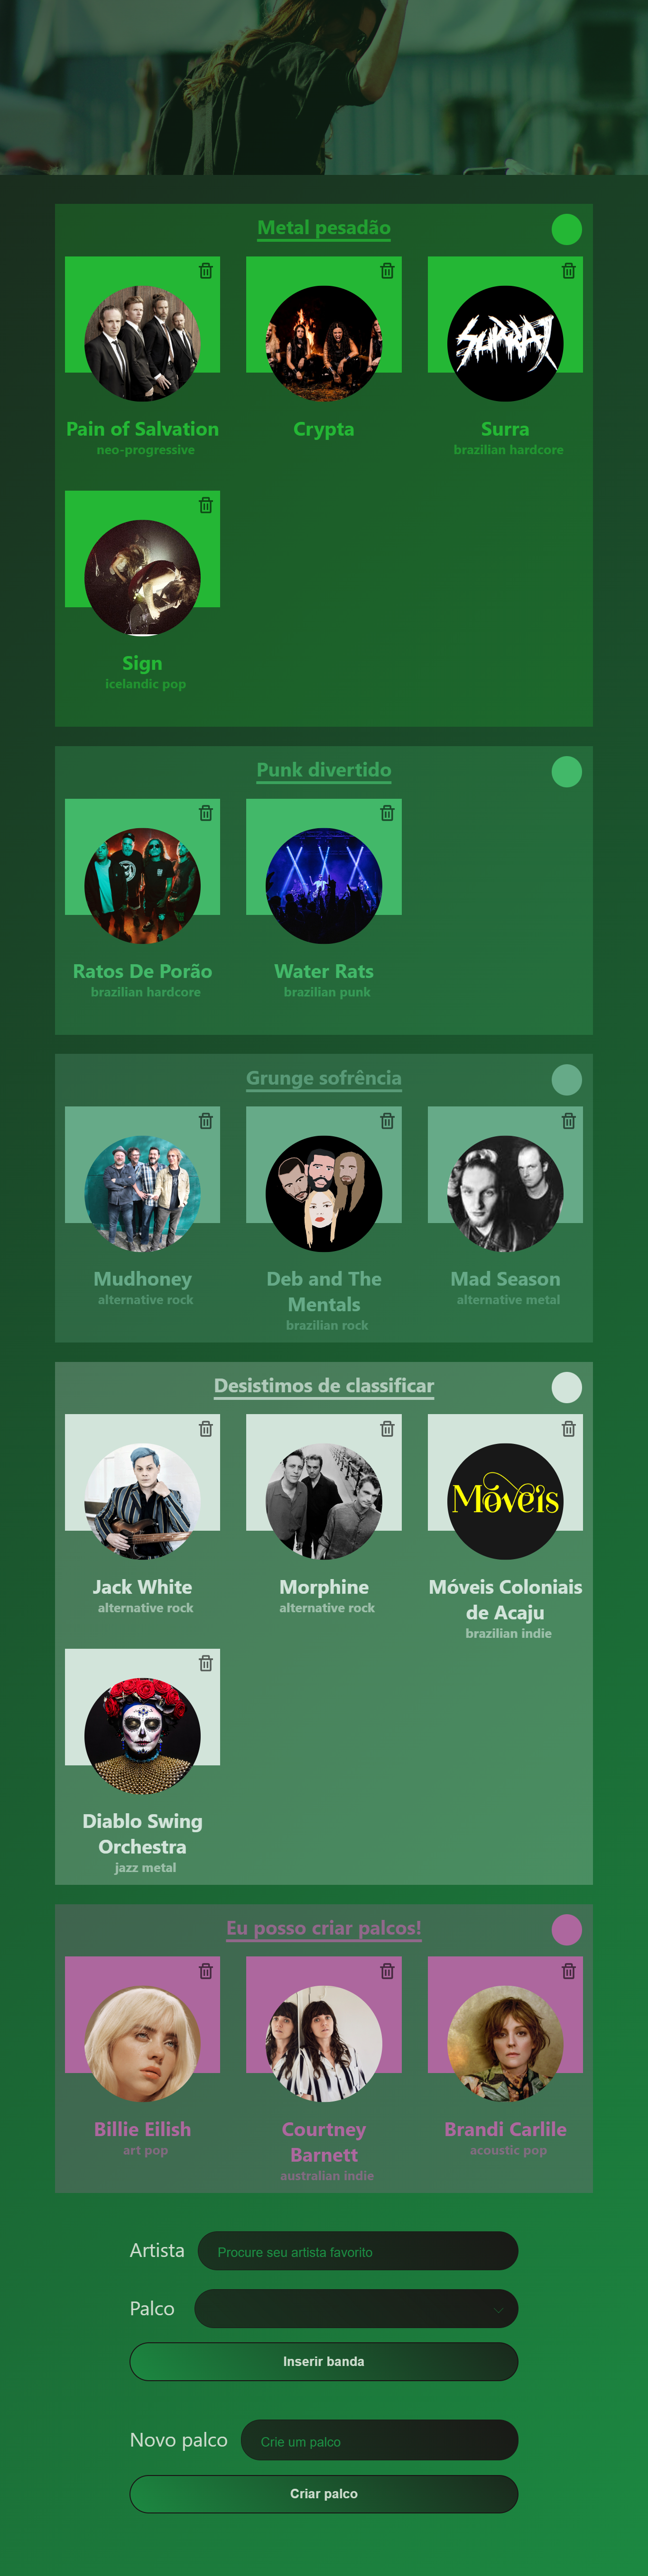 Metal pesadão
Pain of Salvation
neo-progressive
Crypta
SURRA
Surra
brazilian hardcore
Sign
icelandic pop
Punk divertido
Ratos De Porão
brazilian hardcore
Water Rats
brazilian punk
Grunge sofrência
Mudhoney
alternative rock
Deb and The
Mentals
brazilian rock
Mad Season
alternative metal
Desistimos de classificar
Jack White
alternative rock
Morphine
alternative rock
Móveis
Móveis Coloniais
de Acaju
brazilian indie
Diablo Swing
Orchestra
jazz metal
Eu posso criar palcos!
Billie Eilish
art pop
Courtney
Barnett
australian indie
Brandi Carlile
acoustic pop
Artista
Procure seu artista favorito
Palco
Inserir banda
Novo palco
Crie um palco
Criar palco